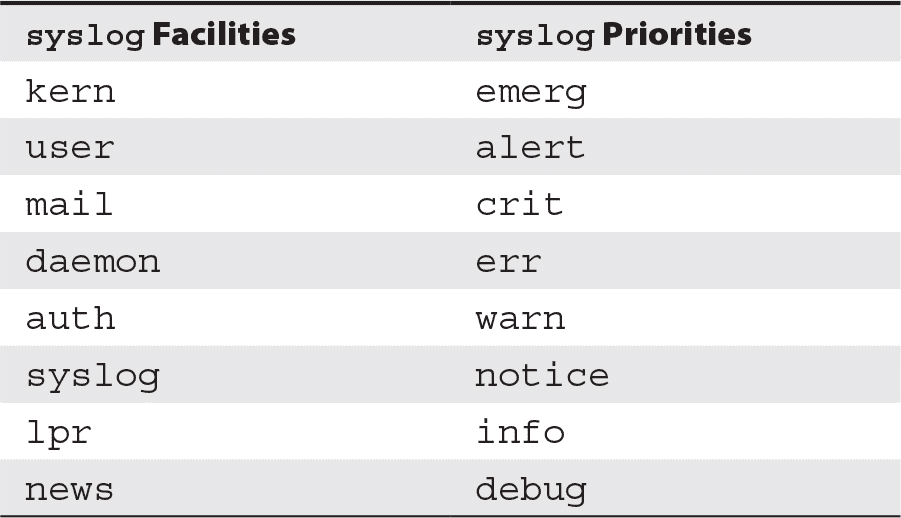 syslog Facilities syslog Priorities
kern emerg
user alert
mail crit
daemon err
auth warn
syslog notice
lpr info
news debug